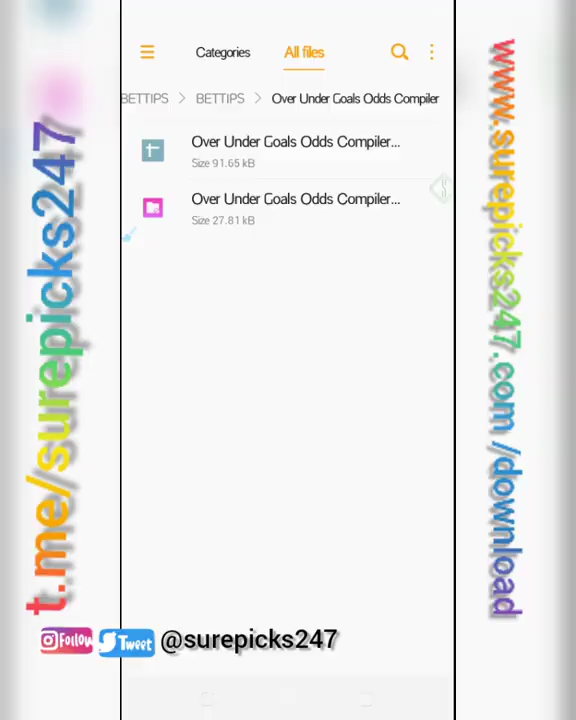 Categories
All files
BETTIPS > BETTIPS > Over Under Goals Odds Compiler
Over Under Goals Odds Compiler...
Size 91.65 kB
Over Under Goals Odds Compiler...
Size 27.81 kB
t.me/surepicks247
www.surepicks247.com/download
Follow
Tweet
@surepicks247